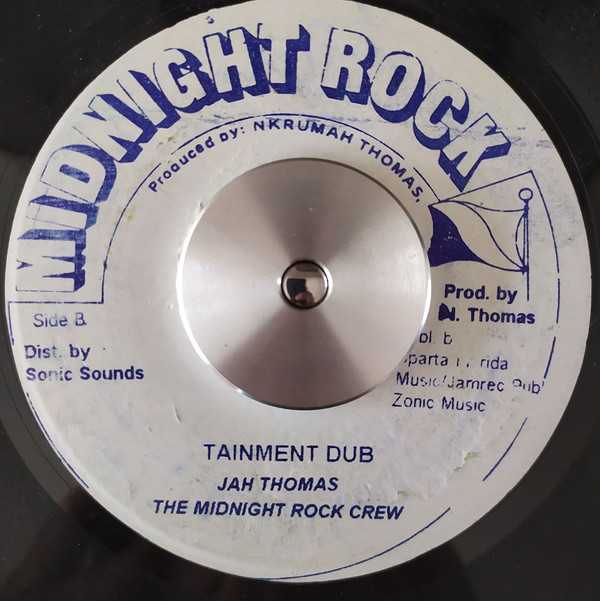 MIDNIGHT ROCK
Produced by: NKRUMAH THOMAS,
Prod. by
N. Thomas
Side B
Dist. by
Sonic Sounds
Music/Jamrec Pub'
Zonic Music
TAINMENT DUB
JAH THOMAS
THE MIDNIGHT ROCK CREW